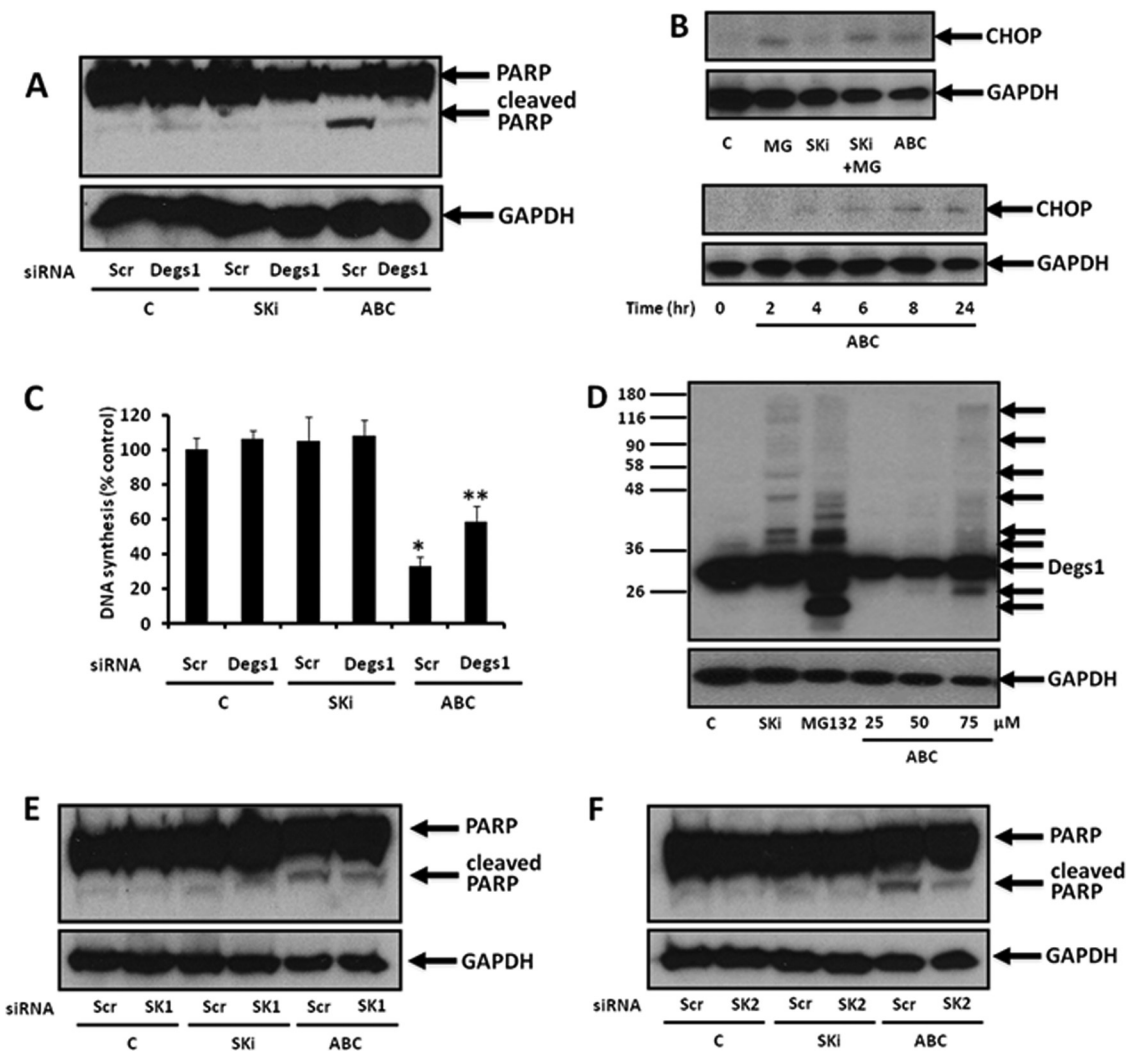 A
PARP
cleaved
PARP
GAPDH
siRNA Scr Degs1 Scr Degs1 Scr Degs1
C SKi ABC
B
CHOP
GAPDH
C MG SKi SKi ABC
+MG
CHOP
GAPDH
Time (hr) 0 2 4 6 8 24
ABC
C
DNA synthesis (% control)
120
100
80
60
40
20
0
*
**
siRNA Scr Degs1 Scr Degs1 Scr Degs1
C SKi ABC
D
180
116
90
58
48
36
26
Degs1
GAPDH
C SKi MG132 25 50 75 μM
ABC
E
PARP
cleaved
PARP
GAPDH
siRNA Scr SK1 Scr SK1 Scr SK1
C SKi ABC
F
PARP
cleaved
PARP
GAPDH
siRNA Scr SK2 Scr SK2 Scr SK2
C SKi ABC